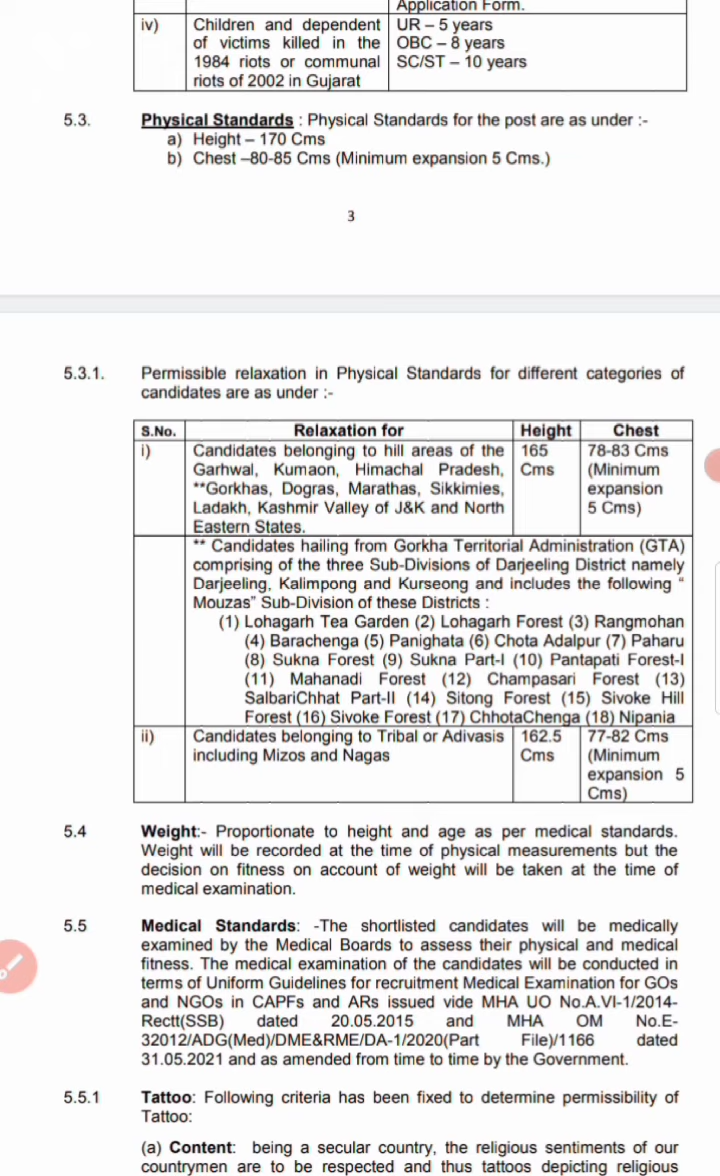 Application Form.
iv) Children and dependent UR – 5 years
of victims killed in the OBC – 8 years
1984 riots or communal SC/ST – 10 years
riots of 2002 in Gujarat
5.3. Physical Standards : Physical Standards for the post are as under :-
a) Height – 170 Cms
b) Chest –80-85 Cms (Minimum expansion 5 Cms.)
3
5.3.1. Permissible relaxation in Physical Standards for different categories of
candidates are as under :-
S.No. Relaxation for Height Chest
i) Candidates belonging to hill areas of the 165 78-83 Cms
Garhwal, Kumaon, Himachal Pradesh, Cms (Minimum
**Gorkhas, Dogras, Marathas, Sikkimies, expansion
Ladakh, Kashmir Valley of J&K and North 5 Cms)
Eastern States.
** Candidates hailing from Gorkha Territorial Administration (GTA)
comprising of the three Sub-Divisions of Darjeeling District namely
Darjeeling, Kalimpong and Kurseong and includes the following “
Mouzas” Sub-Division of these Districts :
(1) Lohagarh Tea Garden (2) Lohagarh Forest (3) Rangmohan
(4) Barachenga (5) Panighata (6) Chota Adalpur (7) Paharu
(8) Sukna Forest (9) Sukna Part-I (10) Pantapati Forest-I
(11) Mahanadi Forest (12) Champasari Forest (13)
SalbariChhat Part-II (14) Sitong Forest (15) Sivoke Hill
Forest (16) Sivoke Forest (17) ChhotaChenga (18) Nipania
ii) Candidates belonging to Tribal or Adivasis 162.5 77-82 Cms
including Mizos and Nagas Cms (Minimum
expansion 5
Cms)
5.4 Weight:- Proportionate to height and age as per medical standards.
Weight will be recorded at the time of physical measurements but the
decision on fitness on account of weight will be taken at the time of
medical examination.
5.5 Medical Standards: -The shortlisted candidates will be medically
examined by the Medical Boards to assess their physical and medical
fitness. The medical examination of the candidates will be conducted in
terms of Uniform Guidelines for recruitment Medical Examination for GOs
and NGOs in CAPFs and ARs issued vide MHA UO No.A.VI-1/2014-
Rectt(SSB) dated 20.05.2015 and MHA OM No.E-
32012/ADG(Med)/DME&RME/DA-1/2020(Part File)/1166 dated
31.05.2021 and as amended from time to time by the Government.
5.5.1 Tattoo: Following criteria has been fixed to determine permissibility of
Tattoo:
(a) Content: being a secular country, the religious sentiments of our
countrymen are to be respected and thus tattoos depicting religious